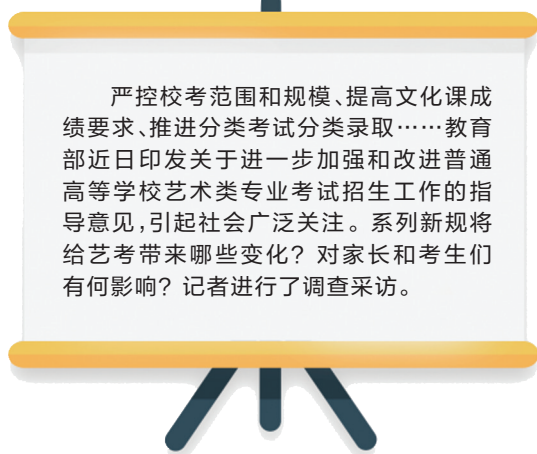 严控校考范围和规模、提高文化课成
绩要求、推进分类考试分类录取……教育
部近日印发关于进一步加强和改进普通
高等学校艺术类专业考试招生工作的指
导意见,引起社会广泛关注。系列新规将
给艺考带来哪些变化？对家长和考生们
有何影响？记者进行了调查采访。